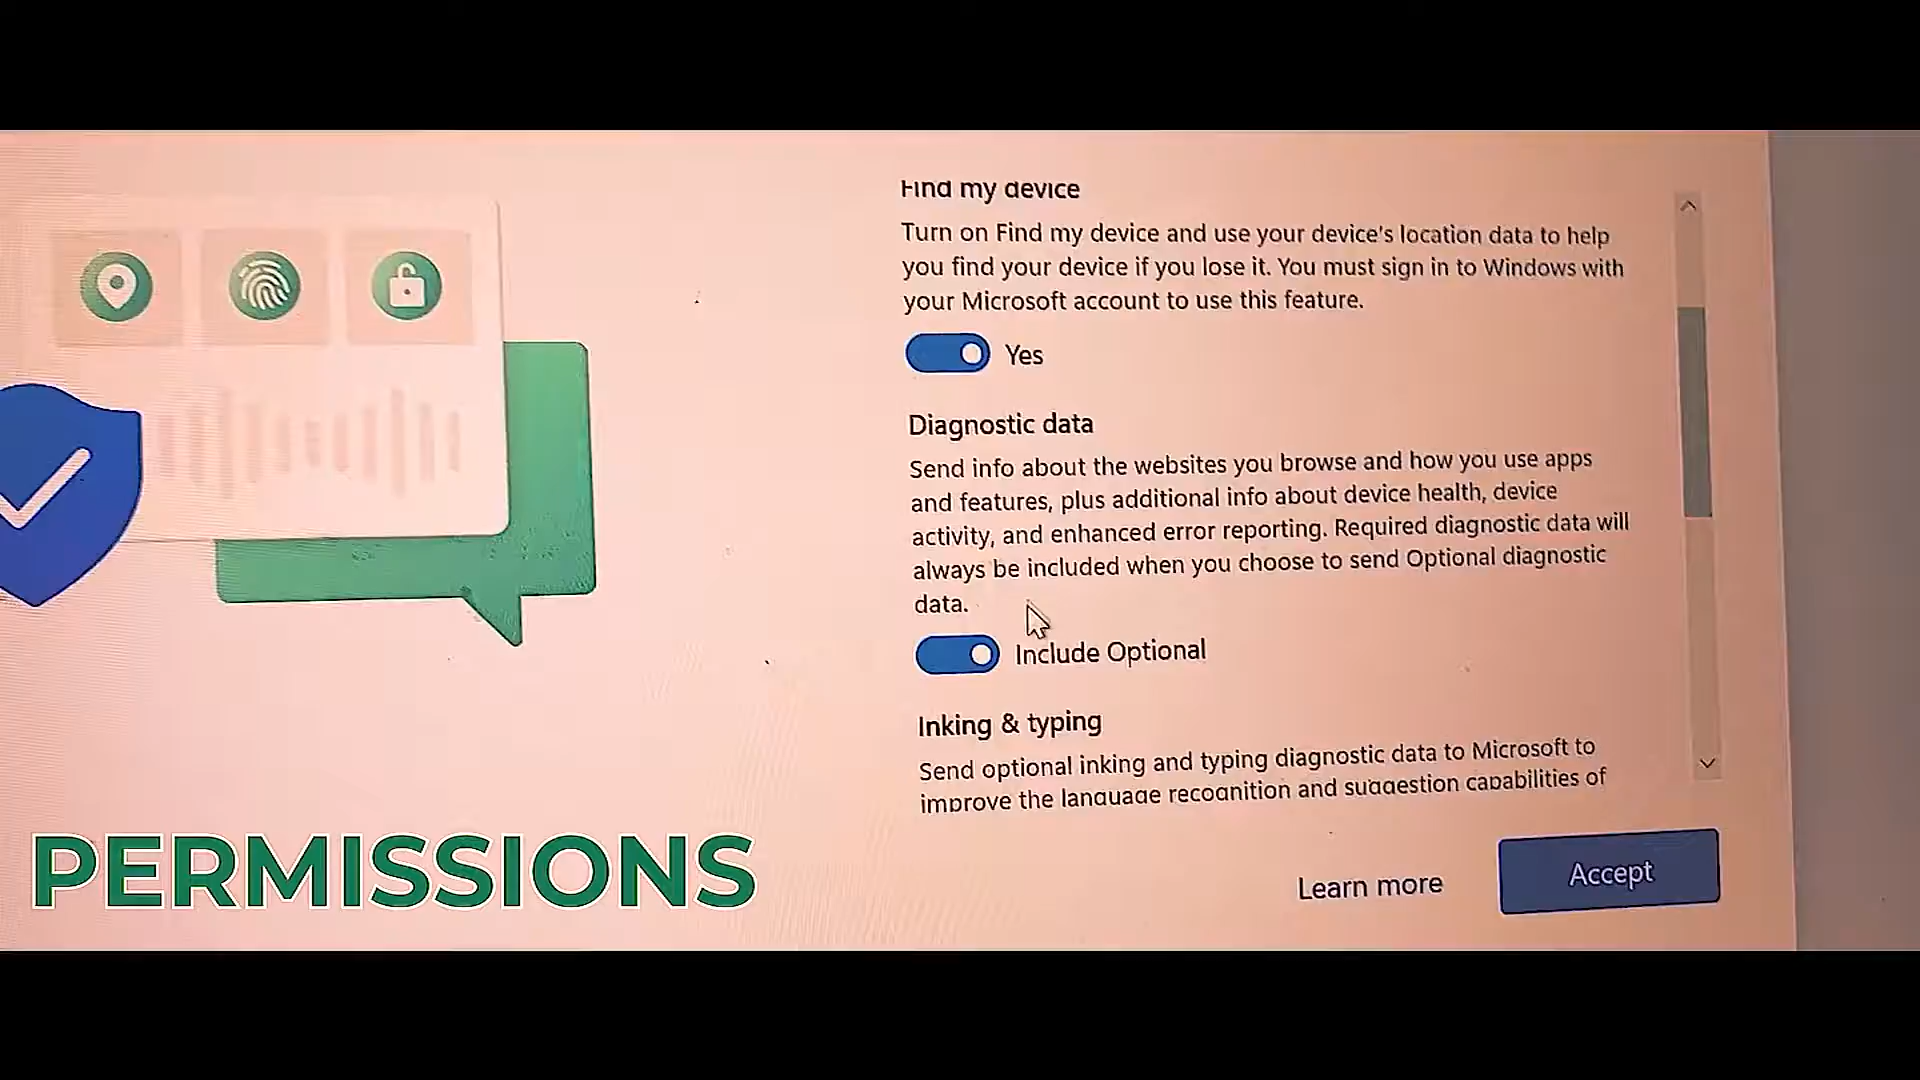 Find my device
Turn on Find my device and use your device's location data to help
you find your device if you lose it. You must sign in to Windows with
your Microsoft account to use this feature.
Yes
Diagnostic data
Send info about the websites you browse and how you use apps
and features, plus additional info about device health, device
activity, and enhanced error reporting. Required diagnostic data will
always be included when you choose to send Optional diagnostic
data.
Include Optional
Inking & typing
Send optional inking and typing diagnostic data to Microsoft to
improve the language recognition and suggestion capabilities of
PERMISSIONS
Learn more
Accept